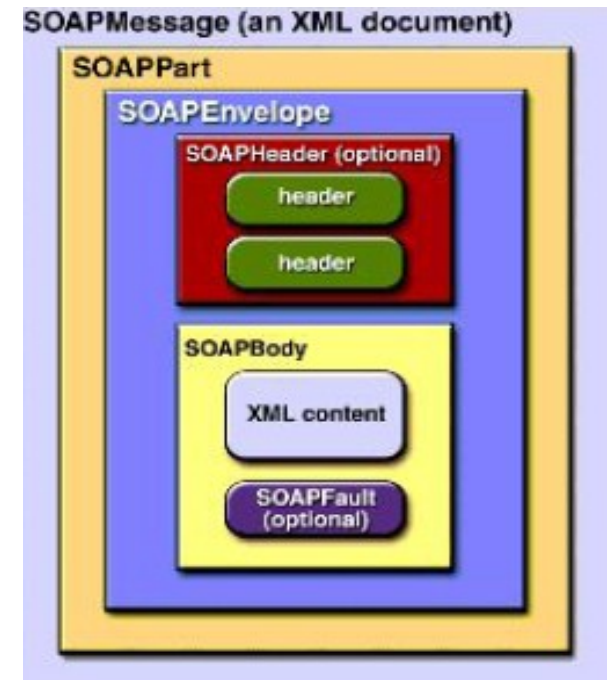 SOAPMessage (an XML document)
SOAPPart
SOAPEnvelope
SOAPHeader (optional)
header
header
SOAPBody
XML content
SOAPFault
(optional)